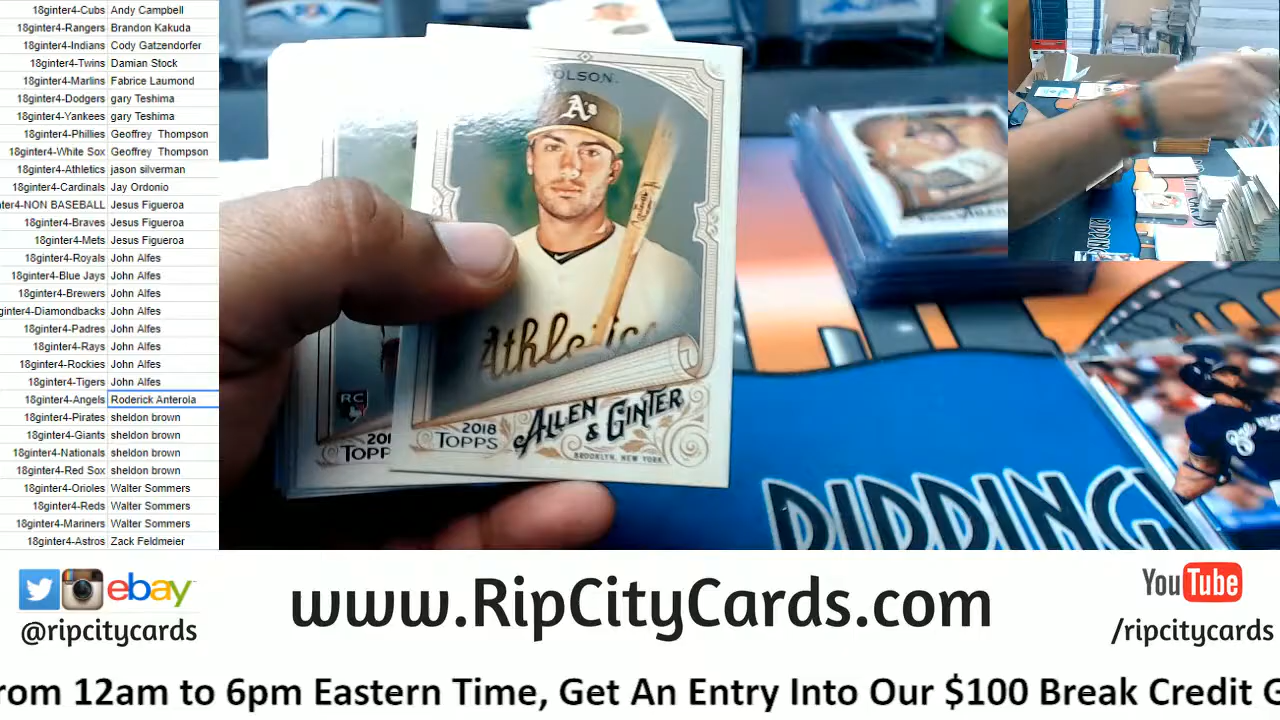 18ginter4-Cubs Andy Campbell
18ginter4-Rangers Brandon Kakuda
18ginter4-Indians Cody Gatzendorfer
18ginter4-Twins Damian Stock
18ginter4-Marlins Fabrice Laumond
18ginter4-Dodgers gary Teshima
18ginter4-Yankees gary Teshima
18ginter4-Phillies Geoffrey Thompson
18ginter4-White Sox Geoffrey Thompson
18ginter4-Athletics jason silverman
18ginter4-Cardinals Jay Ordonio
nter4-NON BASEBALL Jesus Figueroa
18ginter4-Braves Jesus Figueroa
18ginter4-Mets Jesus Figueroa
18ginter4-Royals John Alfes
18ginter4-Blue Jays John Alfes
18ginter4-Brewers John Alfes
ginter4-Diamondbacks John Alfes
18ginter4-Padres John Alfes
18ginter4-Rays John Alfes
18ginter4-Rockies John Alfes
18ginter4-Tigers John Alfes
18ginter4-Angels Roderick Anterola
18ginter4-Pirates sheldon brown
18ginter4-Giants sheldon brown
18ginter4-Nationals sheldon brown
18ginter4-Red Sox sheldon brown
18ginter4-Orioles Walter Sommers
18ginter4-Reds Walter Sommers
18ginter4-Mariners Walter Sommers
18ginter4-Astros Zack Feldmeier
OLSON.
A's
Athletics
RC
201
TOPP
2018
TOPPS
ALLEN
& GINTER
BROOKLYN, NEW YORK
RIPPING
ebay
@ripcitycards
www.RipCityCards.com
YouTube
/ripcitycards
rom 12am to 6pm Eastern Time, Get An Entry Into Our $100 Break Credit G